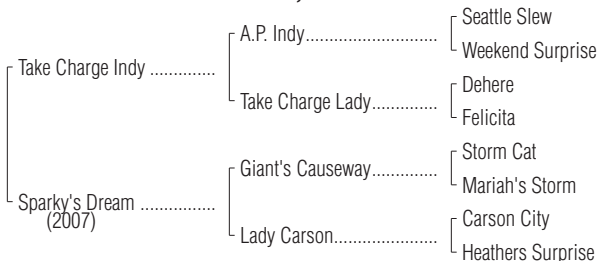 Seattle Slew
A.P. Indy............................
Weekend Surprise
Take Charge Indy ..............
Dehere
Take Charge Lady..............
Felicita
Storm Cat
Giant's Causeway..............
Mariah's Storm
Sparky's Dream ................
(2007)
Carson City
Lady Carson......................
Heathers Surprise